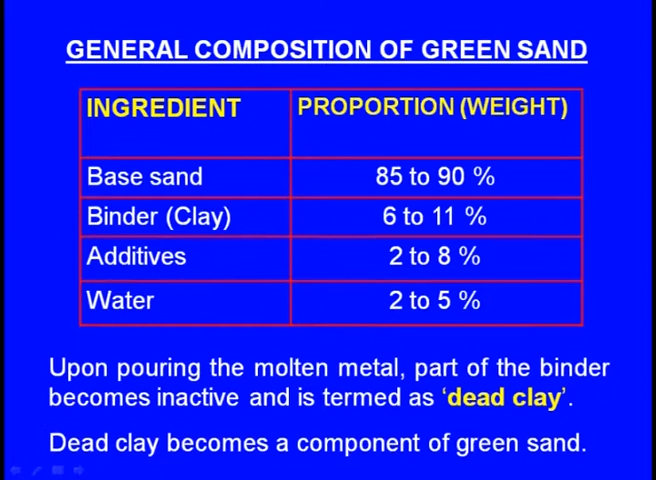 GENERAL COMPOSITION OF GREEN SAND
INGREDIENT PROPORTION (WEIGHT)
Base sand 85 to 90 %
Binder (Clay) 6 to 11 %
Additives 2 to 8 %
Water 2 to 5 %
Upon pouring the molten metal, part of the binder
becomes inactive and is termed as ‘dead clay’.
Dead clay becomes a component of green sand.